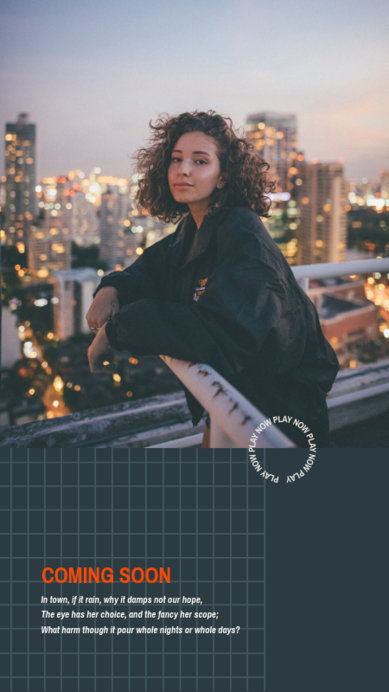 PLAY NOW PLAY NOW PLAY NOW PLAY NOW
COMING SOON
In town, if it rain, why it damps not our hope,
The eye has her choice, and the fancy her scope;
What harm though it pour whole nights or whole days?